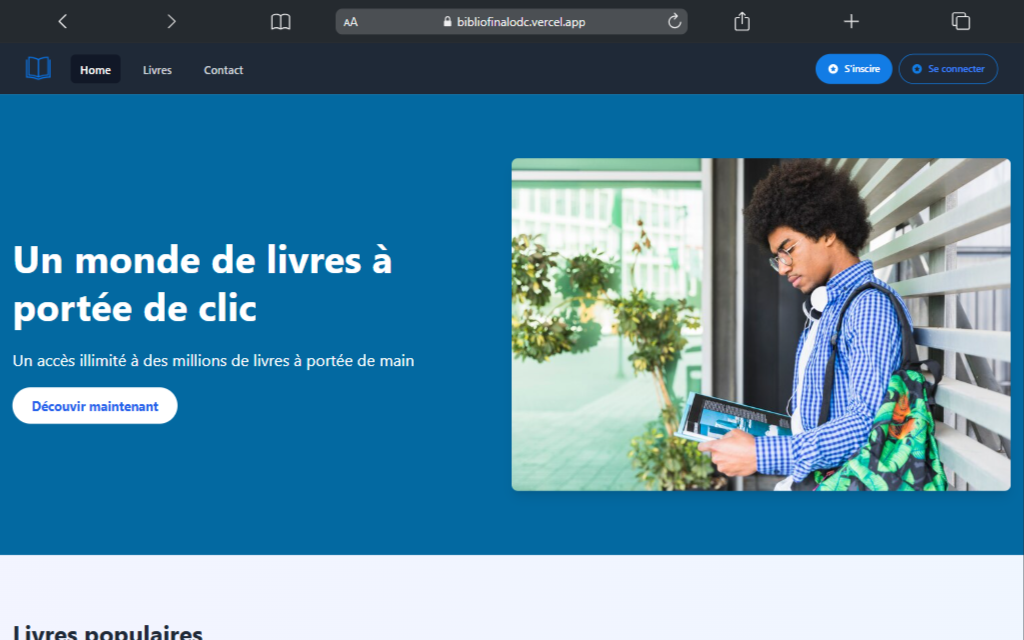 AA
bibliofinalodc.vercel.app
Home
Livres
Contact
S'inscire
Se connecter
Un monde de livres à
portée de clic
Un accès illimité à des millions de livres à portée de main
Découvir maintenant
Livres populaires